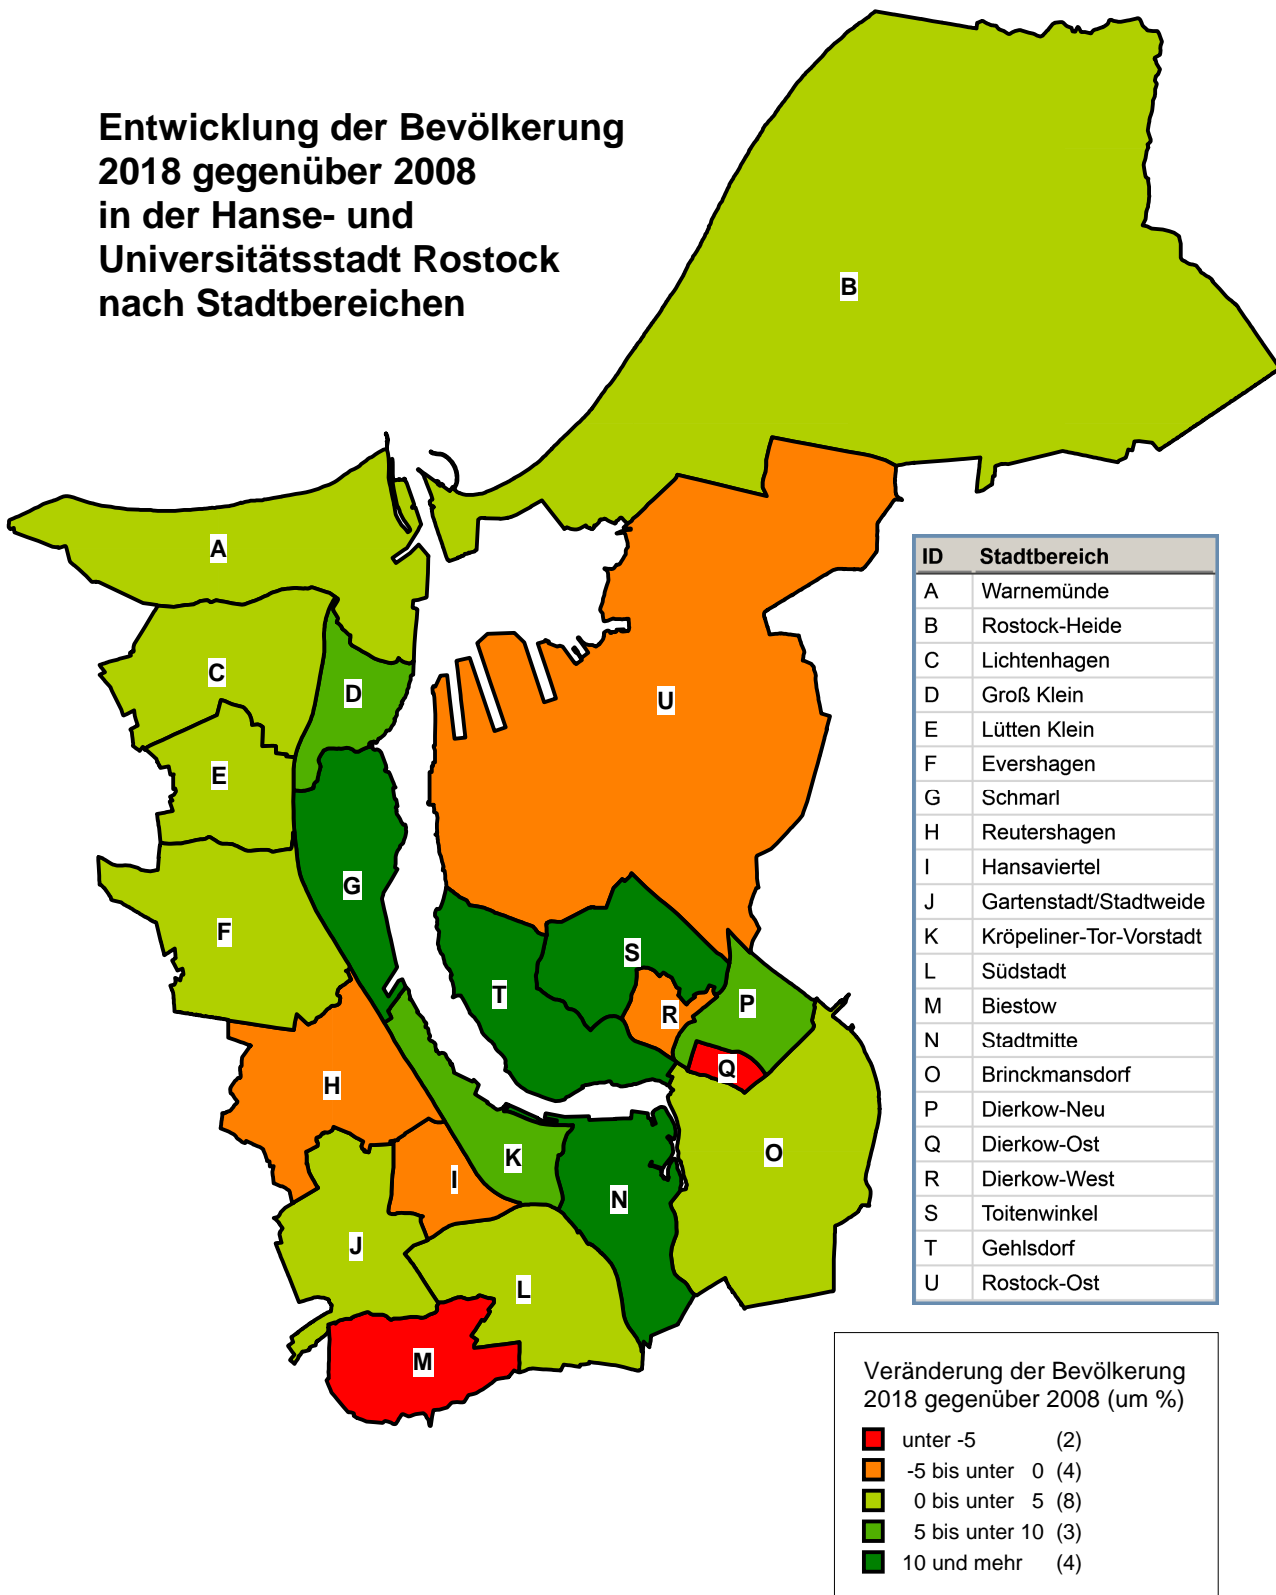 Entwicklung der Bevölkerung
2018 gegenüber 2008
in der Hanse- und
Universitätsstadt Rostock
nach Stadtbereichen
B
A
C
D
U
E
G
F
S
T
R
P
Q
H
K
I
O
N
J
L
M
ID Stadtbereich
A Warnemünde
B Rostock-Heide
C Lichtenhagen
D Groß Klein
E Lütten Klein
F Evershagen
G Schmarl
H Reutershagen
I Hansaviertel
J Gartenstadt/Stadtweide
K Kröpeliner-Tor-Vorstadt
L Südstadt
M Biestow
N Stadtmitte
O Brinckmansdorf
P Dierkow-Neu
Q Dierkow-Ost
R Dierkow-West
S Toitenwinkel
T Gehlsdorf
U Rostock-Ost
Veränderung der Bevölkerung
2018 gegenüber 2008 (um %)
unter -5 (2)
-5 bis unter 0 (4)
0 bis unter 5 (8)
5 bis unter 10 (3)
10 und mehr (4)